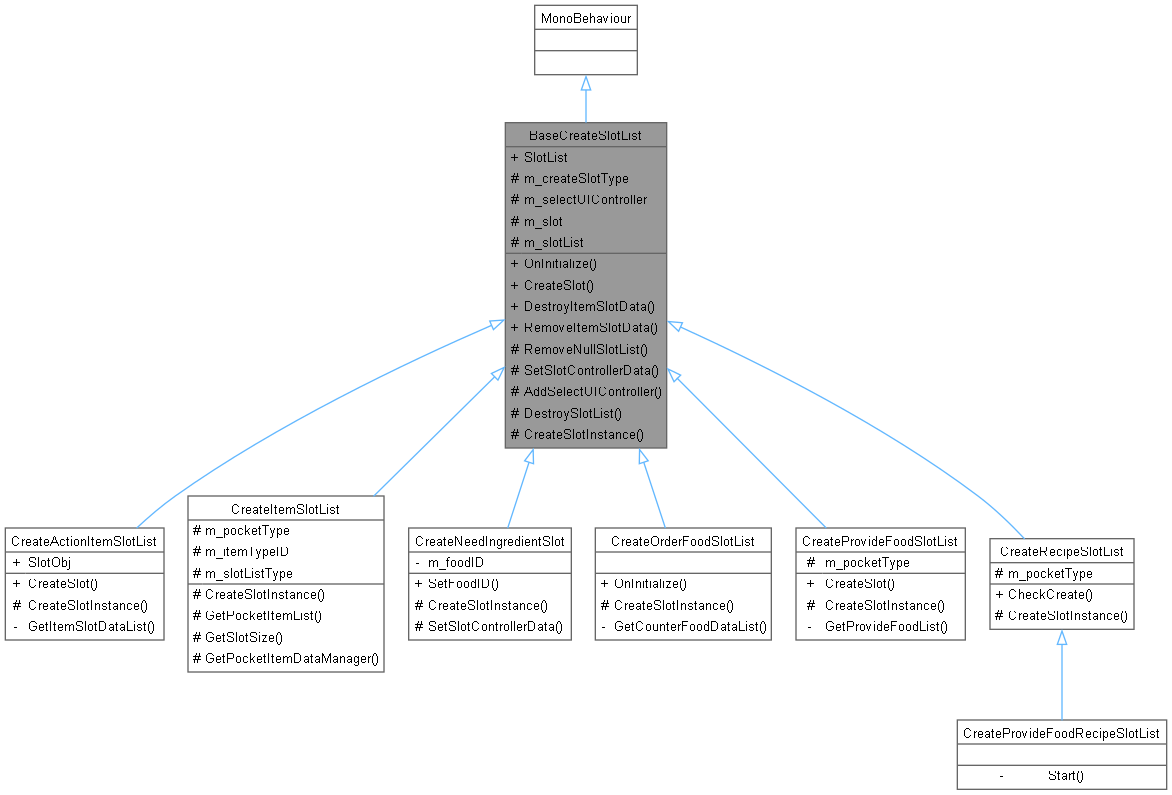 MonoBehaviour
BaseCreateSlotList
+ SlotList
# m_createSlotType
# m_selectUIController
# m_slot
# m_slotList
+ OnInitialize()
+ CreateSlot()
+ DestroyItemSlotData()
+ RemoveItemSlotData()
# RemoveNullSlotList()
# SetSlotControllerData()
# AddSelectUIController()
# DestroySlotList()
# CreateSlotInstance()
CreateActionItemSlotList
+ SlotObj
+ CreateSlot()
# CreateSlotInstance()
- GetItemSlotDataList()
CreateItemSlotList
# m_pocketType
# m_itemTypeID
# m_slotListType
# CreateSlotInstance()
# GetPocketItemList()
# GetSlotSize()
# GetPocketItemDataManager()
CreateNeedIngredientSlot
- m_foodID
+ SetFoodID()
# CreateSlotInstance()
# SetSlotControllerData()
CreateOrderFoodSlotList
+ OnInitialize()
# CreateSlotInstance()
- GetCounterFoodDataList()
CreateProvideFoodSlotList
# m_pocketType
+ CreateSlot()
# CreateSlotInstance()
- GetProvideFoodList()
CreateRecipeSlotList
# m_pocketType
+ CheckCreate()
# CreateSlotInstance()
CreateProvideFoodRecipeSlotList
- Start()